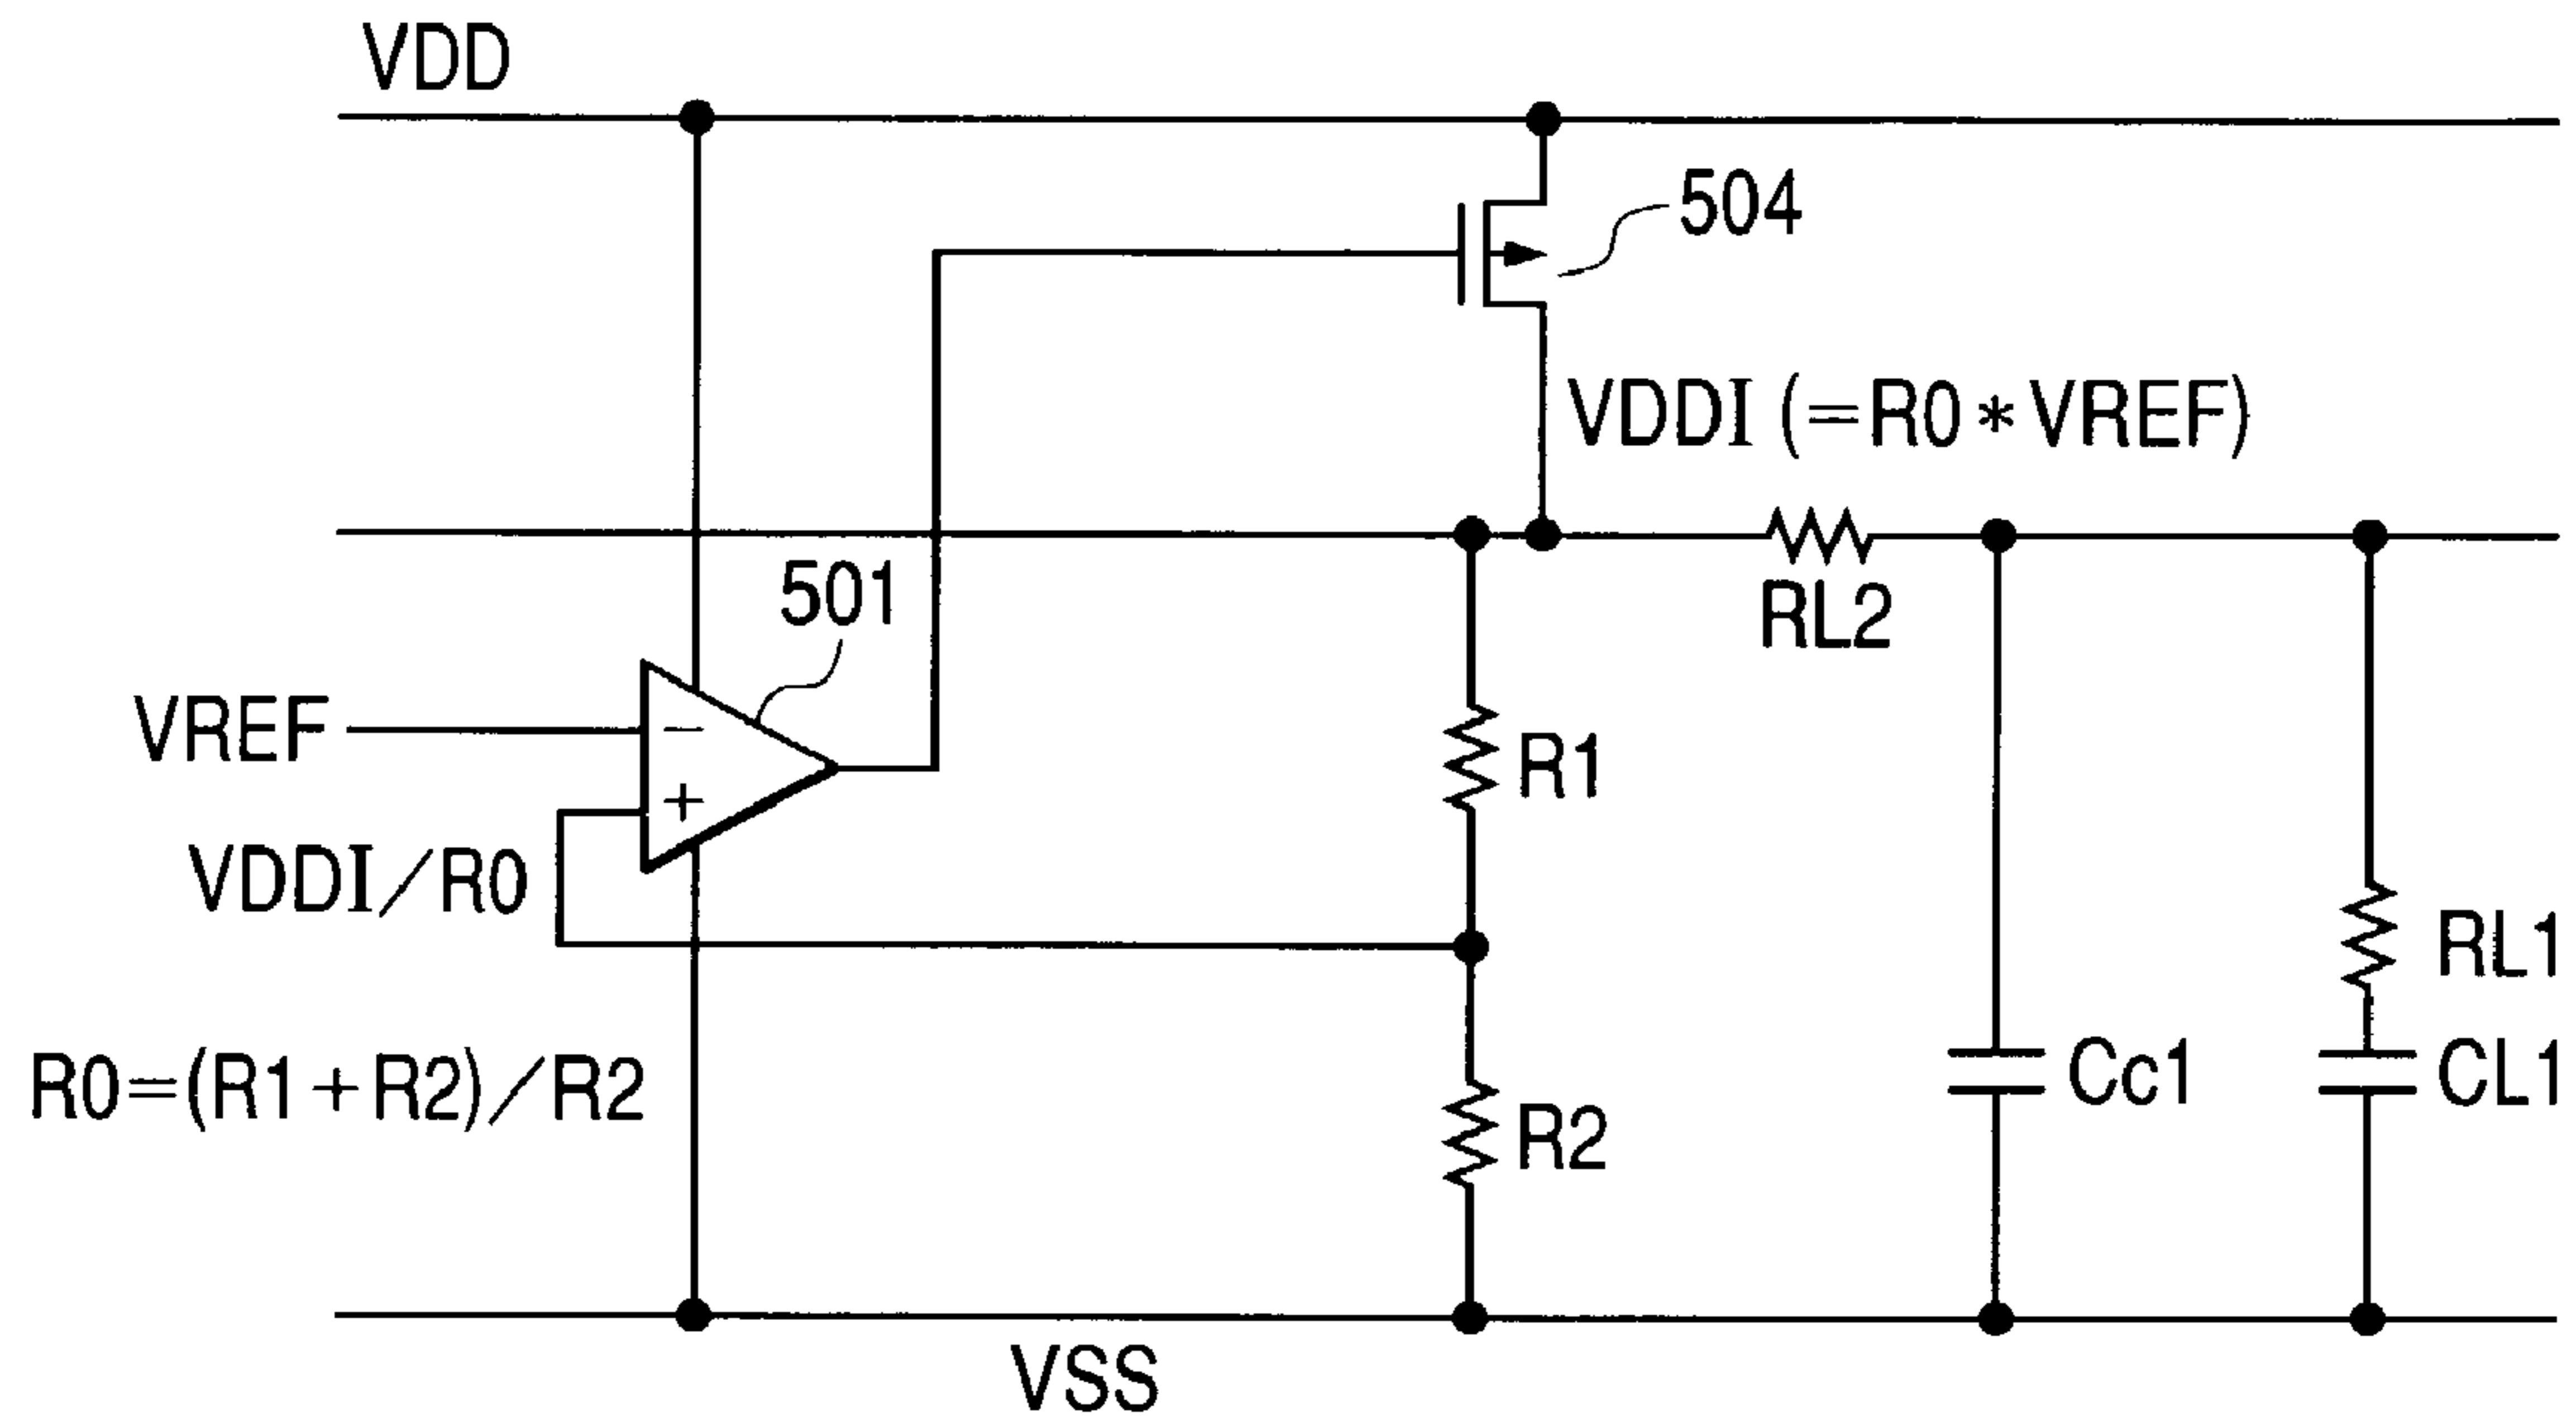 VDD
504
VDDI (=R0*VREF)
501
RL2
VREF
−
+
R1
VDDI/R0
RL1
R0=(R1+R2)/R2
Cc1
CL1
R2
VSS